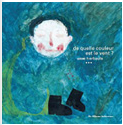 de quelle couleur
est le vent ?
anne herbauts